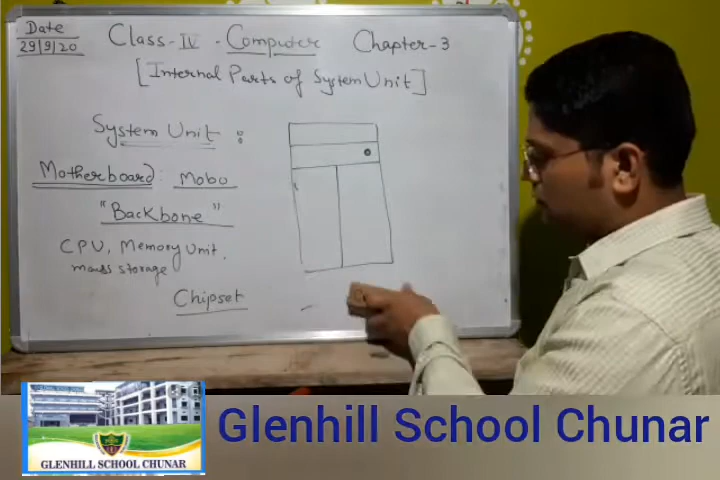 Date
29/9/20
Class-IV . Computer Chapter-3
[Internal Parts of System Unit]
System Unit :
Motherboard : Mobo
"Backbone"
CPU, Memory Unit.
mass storage
Chipset
GLENHILL SCHOOL CHUNAR
Glenhill School Chunar